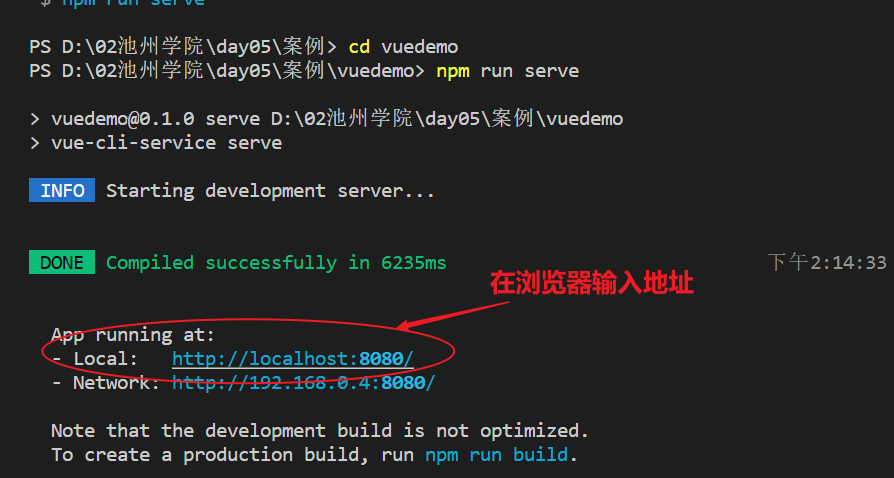 $ npm run serve
PS D:\02池州学院\day05\案例> cd vuedemo
PS D:\02池州学院\day05\案例\vuedemo> npm run serve
> vuedemo@0.1.0 serve D:\02池州学院\day05\案例\vuedemo
> vue-cli-service serve
INFO Starting development server...
DONE Compiled successfully in 6235ms 下午2:14:33
在浏览器输入地址
App running at:
- Local: http://localhost:8080/
- Network: http://192.168.0.4:8080/
Note that the development build is not optimized.
To create a production build, run npm run build.